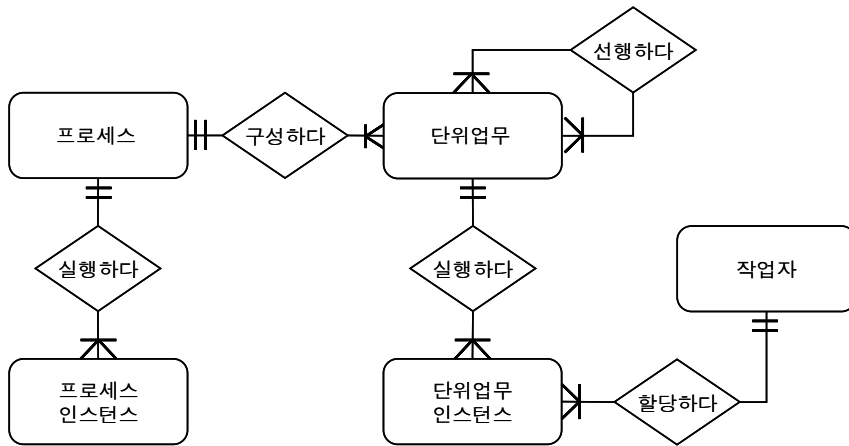 선행하다
프로세스
구성하다
단위업무
실행하다
실행하다
작업자
프로세스
인스턴스
단위업무
인스턴스
할당하다